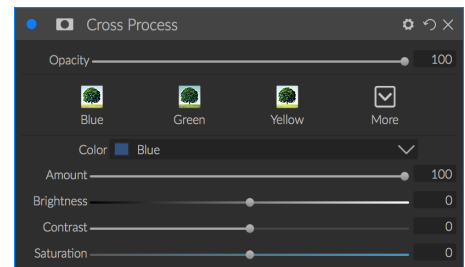 Cross Process
Opacity 100
Blue Green Yellow More
Color Blue
Amount 100
Brightness 0
Contrast 0
Saturation 0